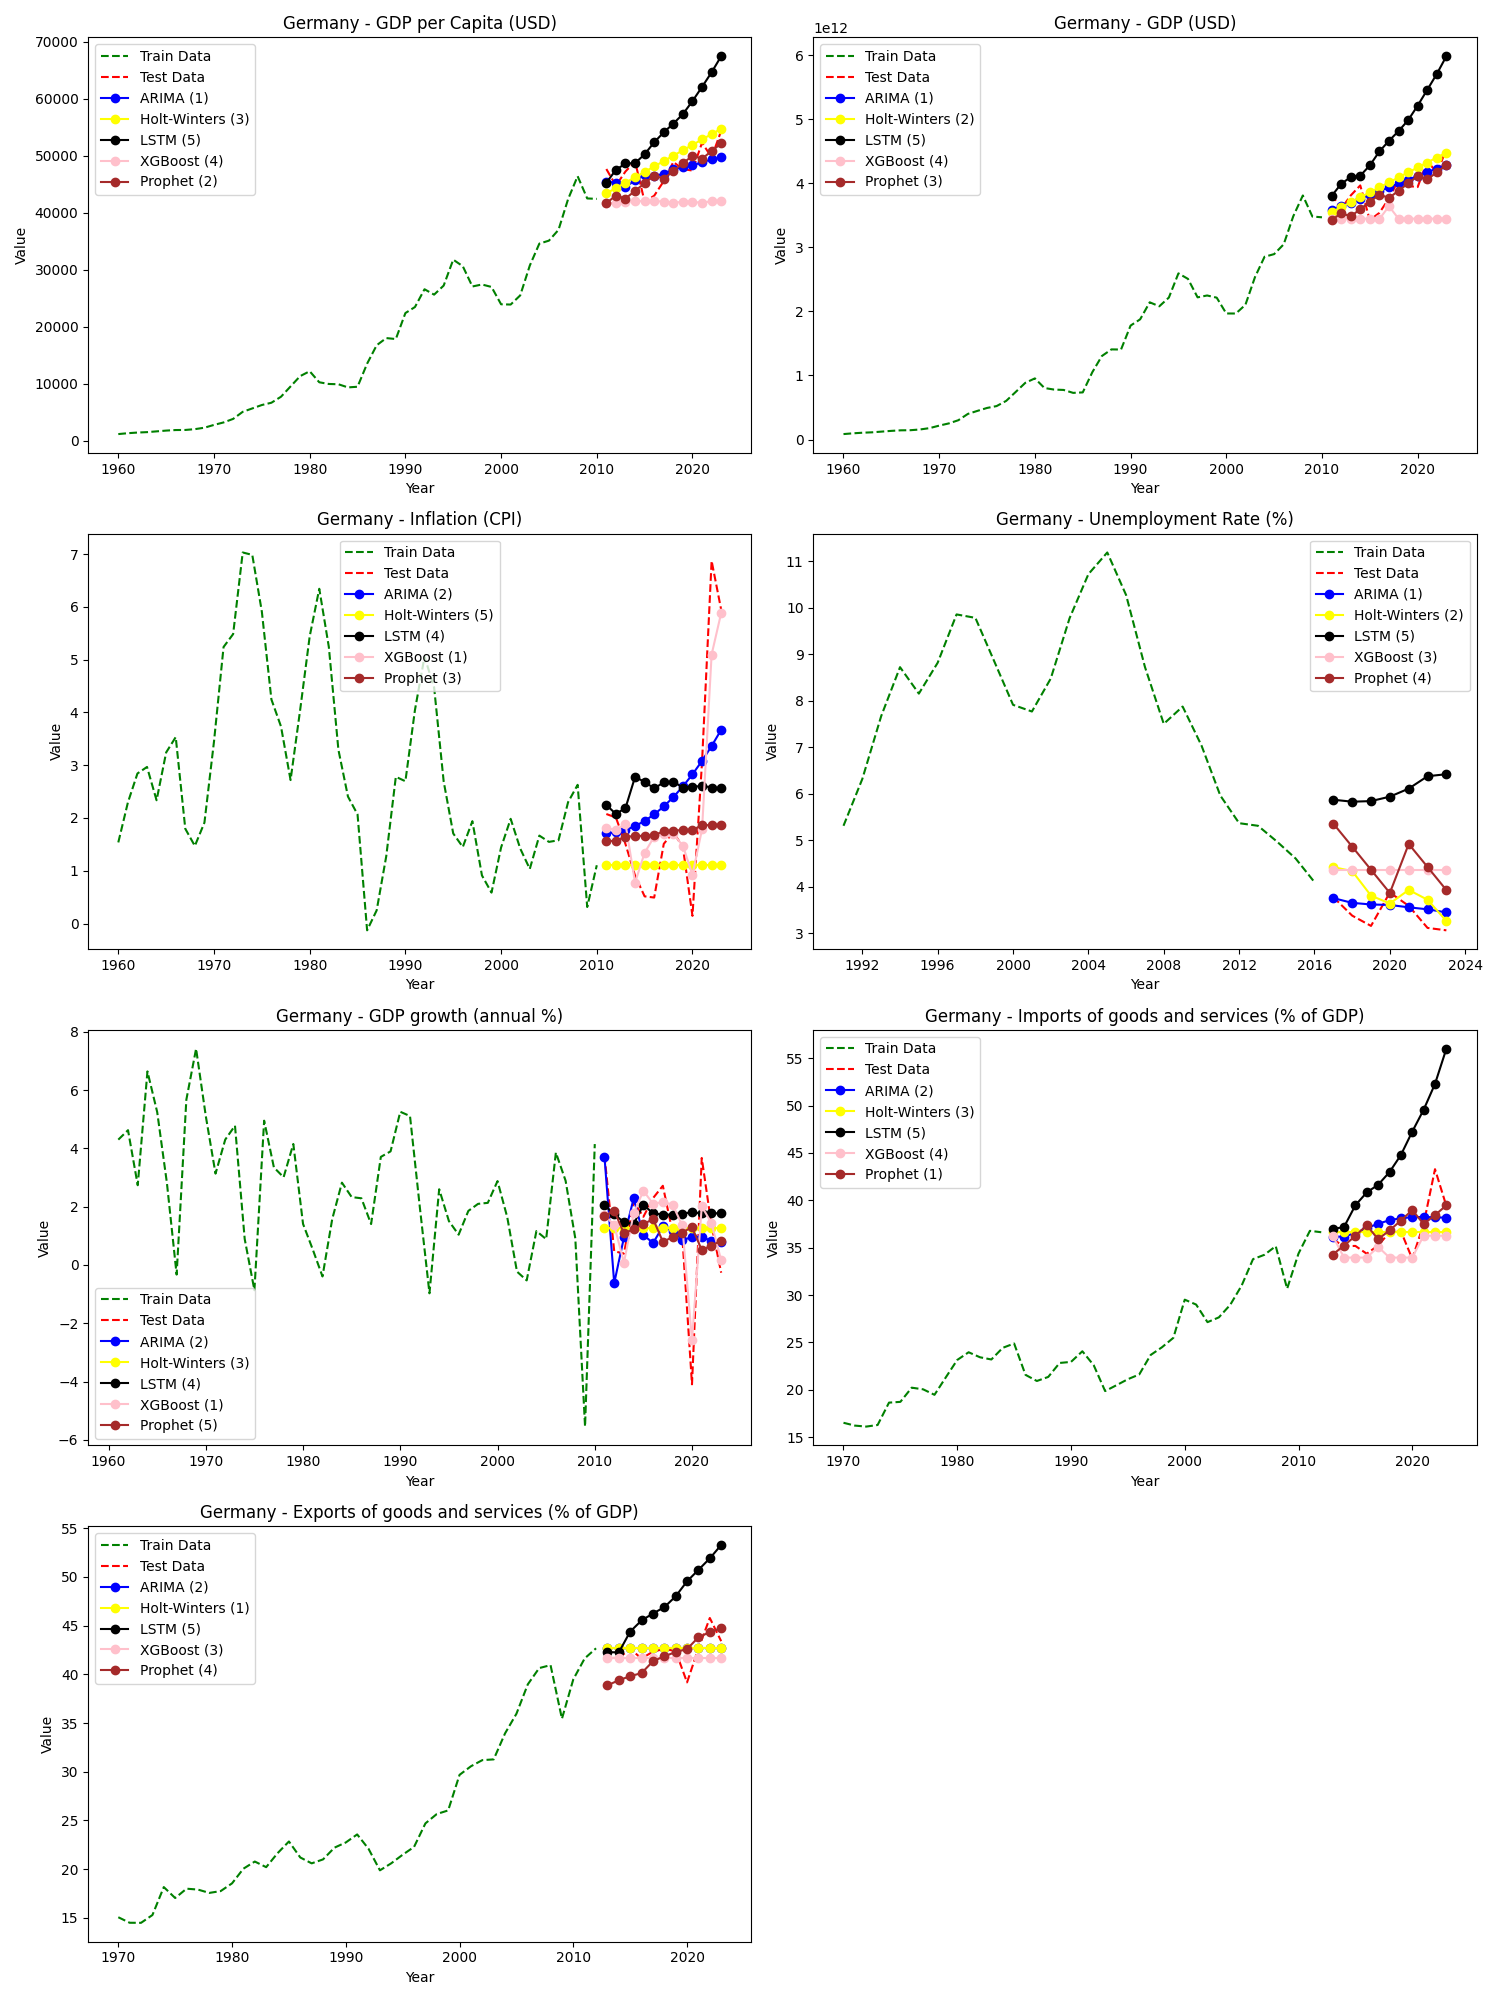 Germany - GDP per Capita (USD)
70000
60000
50000
40000
30000
20000
10000
0
Value
Train Data
Test Data
ARIMA (1)
Holt-Winters (3)
LSTM (5)
XGBoost (4)
Prophet (2)
1960 1970 1980 1990 2000 2010 2020
Year
Germany - GDP (USD)
1e12
6
5
4
3
2
1
0
Value
Train Data
Test Data
ARIMA (1)
Holt-Winters (2)
LSTM (5)
XGBoost (4)
Prophet (3)
1960 1970 1980 1990 2000 2010 2020
Year
Germany - Inflation (CPI)
7
6
5
4
3
2
1
0
Value
Train Data
Test Data
ARIMA (2)
Holt-Winters (5)
LSTM (4)
XGBoost (1)
Prophet (3)
1960 1970 1980 1990 2000 2010 2020
Year
Germany - Unemployment Rate (%)
11
10
9
8
7
6
5
4
3
Value
Train Data
Test Data
ARIMA (1)
Holt-Winters (2)
LSTM (5)
XGBoost (3)
Prophet (4)
1992 1996 2000 2004 2008 2012 2016 2020 2024
Year
Germany - GDP growth (annual %)
8
6
4
2
0
−2
−4
−6
Value
Train Data
Test Data
ARIMA (2)
Holt-Winters (3)
LSTM (4)
XGBoost (1)
Prophet (5)
1960 1970 1980 1990 2000 2010 2020
Year
Germany - Imports of goods and services (% of GDP)
55
50
45
40
35
30
25
20
15
Value
Train Data
Test Data
ARIMA (2)
Holt-Winters (3)
LSTM (5)
XGBoost (4)
Prophet (1)
1970 1980 1990 2000 2010 2020
Year
Germany - Exports of goods and services (% of GDP)
55
50
45
40
35
30
25
20
15
Value
Train Data
Test Data
ARIMA (2)
Holt-Winters (1)
LSTM (5)
XGBoost (3)
Prophet (4)
1970 1980 1990 2000 2010 2020
Year